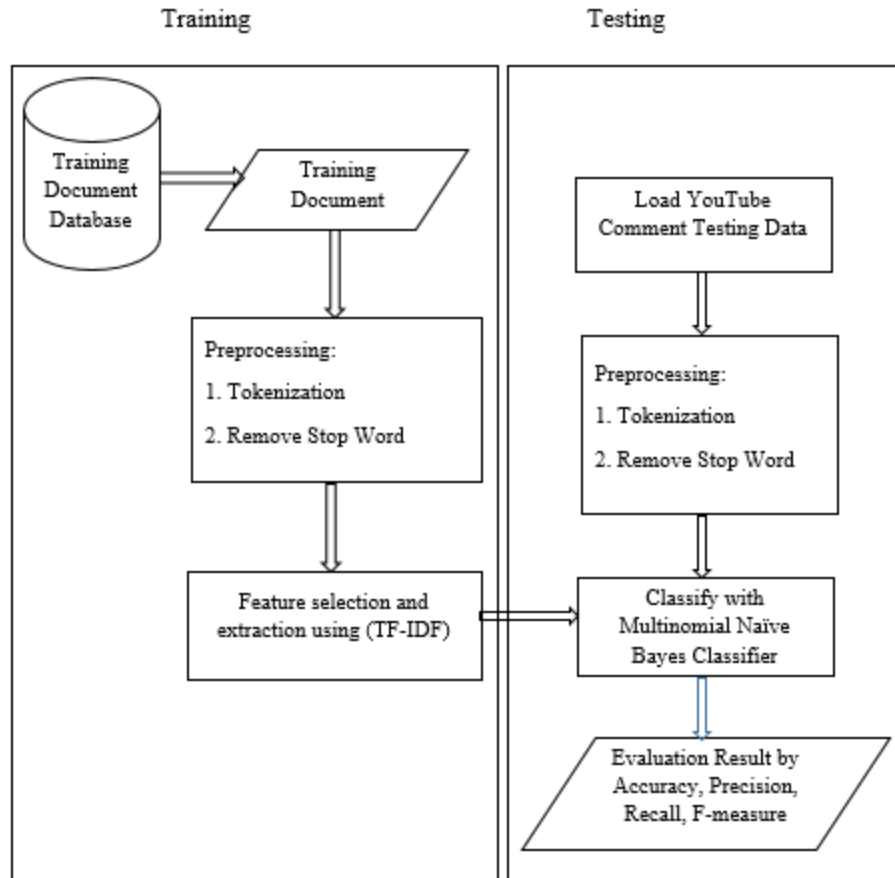 Training
Testing
Training
Document
Database
Training
Document
Preprocessing:
1. Tokenization
2. Remove Stop Word
Feature selection and
extraction using (TF-IDF)
Load YouTube
Comment Testing Data
Preprocessing:
1. Tokenization
2. Remove Stop Word
Classify with
Multinomial Naïve
Bayes Classifier
Evaluation Result by
Accuracy, Precision,
Recall, F-measure